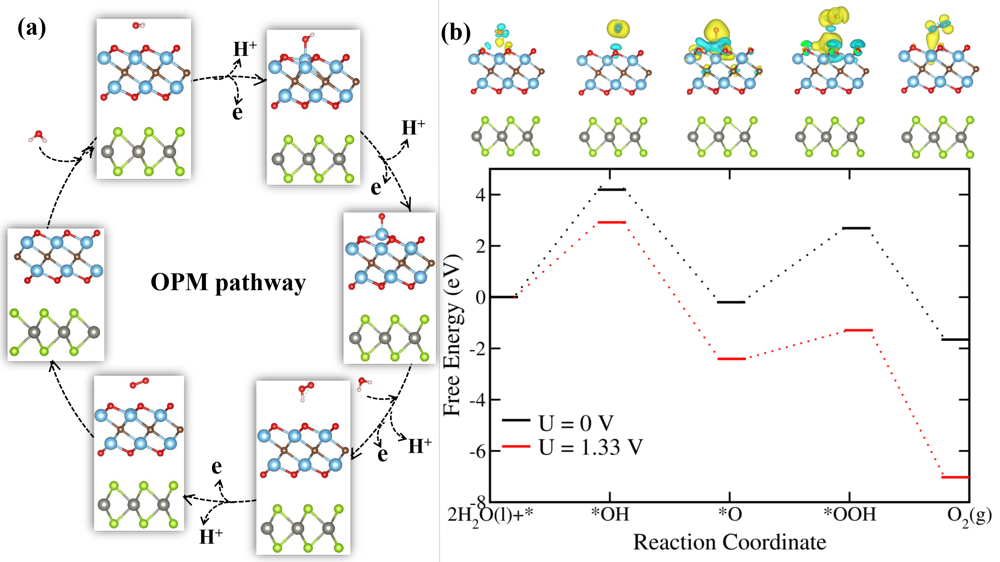 (a)
H⁺
e
H⁺
e
OPM pathway
e
H⁺
e
H⁺
(b)
Free Energy (eV)
4
2
0
-2
-4
-6
-8
U = 0 V
U = 1.33 V
2H₂O(l)+*
*OH
*O
*OOH
O₂(g)
Reaction Coordinate